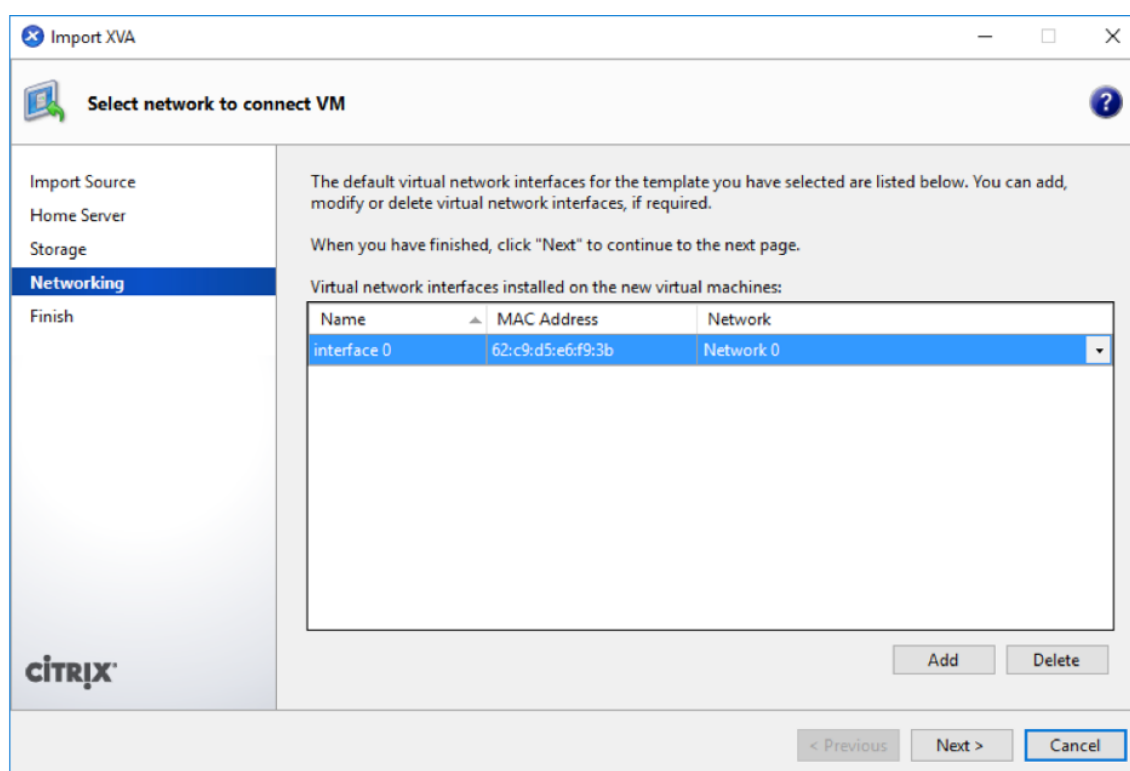 Import XVA
Select network to connect VM
?
Import Source
Home Server
Storage
Networking
Finish
The default virtual network interfaces for the template you have selected are listed below. You can add,
modify or delete virtual network interfaces, if required.
When you have finished, click "Next" to continue to the next page.
Virtual network interfaces installed on the new virtual machines:
Name MAC Address Network
interface 0 62:c9:d5:e6:f9:3b Network 0
Add Delete
CİTRIX
< Previous Next > Cancel